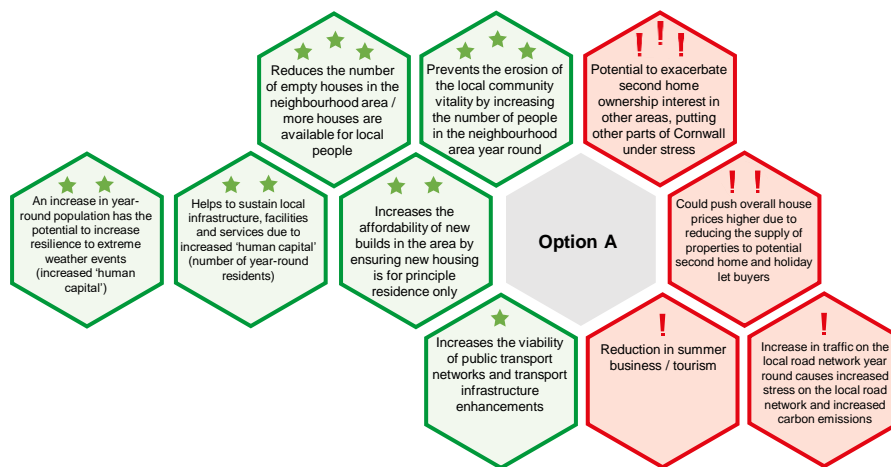 Reduces the number
of empty houses in the
neighbourhood area /
more houses are
available for local
people
Prevents the erosion of
the local community
vitality by increasing
the number of people
in the neighbourhood
area year round
Potential to exacerbate
second home
ownership interest in
other areas, putting
other parts of Cornwall
under stress
An increase in year-
round population has the
potential to increase
resilience to extreme
weather events
(increased ‘human
capital’)
Helps to sustain local
infrastructure, facilities
and services due to
increased ‘human capital’
(number of year-round
residents)
Increases the
affordability of new
builds in the area by
ensuring new housing
is for principle
residence only
Option A
Could push overall house
prices higher due to
reducing the supply of
properties to potential
second home and holiday
let buyers
Increases the viability
of public transport
networks and transport
infrastructure
enhancements
Reduction in summer
business / tourism
Increase in traffic on the
local road network year
round causes increased
stress on the local road
network and increased
carbon emissions